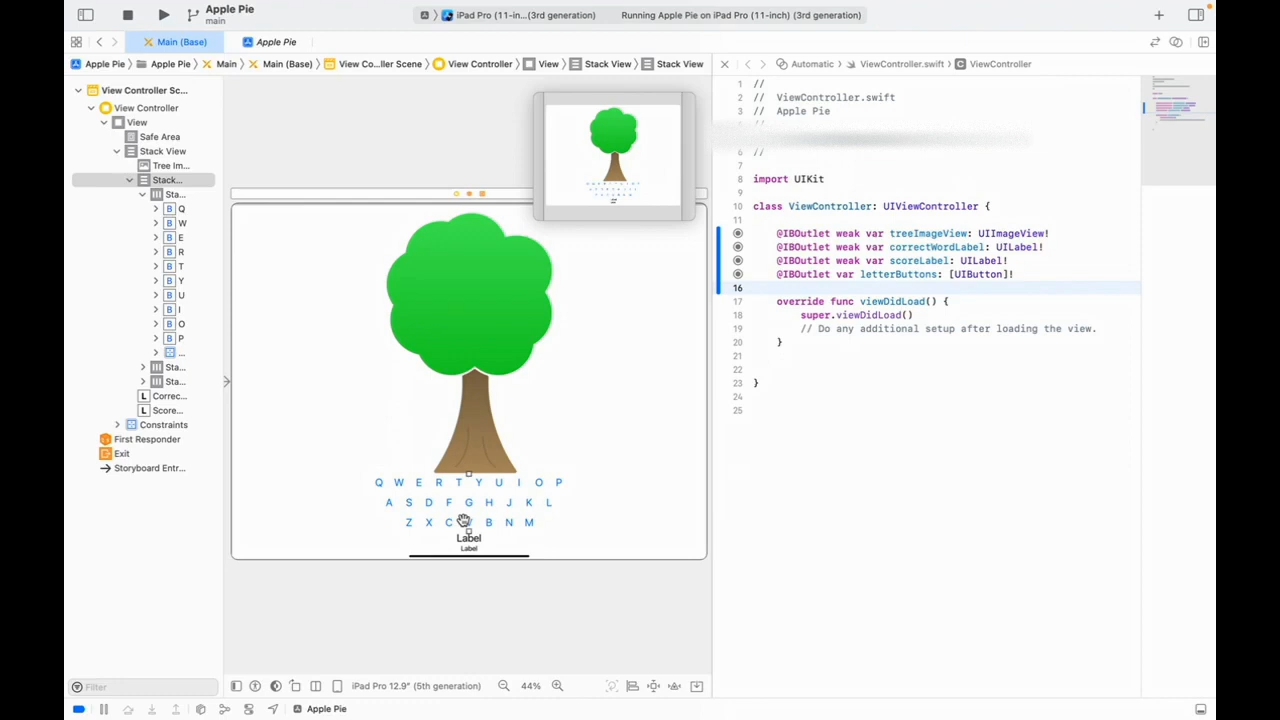 Apple Pie
main
iPad Pro (11-in...(3rd generation)
Running Apple Pie on iPad Pro (11-inch) (3rd generation)
Main (Base)
Apple Pie
Apple Pie
Apple Pie
Main
Main (Base)
View Co...ller Scene
View Controller
View
Stack View
Stack View
Automatic
ViewController.swift
ViewController
View Controller Sc...
View Controller
View
Safe Area
Stack View
Tree Im...
Stack...
Sta...
B Q
B W
B E
B R
B T
B Y
B U
B I
B O
B P
...
Sta...
Sta...
L Correc...
L Score...
Constraints
First Responder
Exit
Storyboard Entr...
Filter
Q W E R T Y U I O P
A S D F G H J K L
Z X C V B N M
Label
Label
iPad Pro 12.9" (5th generation)
44%
1 //
2 // ViewController.swift
3 // Apple Pie
6 //
7
8 import UIKit
9
10 class ViewController: UIViewController {
11
@IBOutlet weak var treeImageView: UIImageView!
@IBOutlet weak var correctWordLabel: UILabel!
@IBOutlet weak var scoreLabel: UILabel!
@IBOutlet var letterButtons: [UIButton]!
16
17 override func viewDidLoad() {
18 super.viewDidLoad()
19 // Do any additional setup after loading the view.
20 }
21
22
23 }
24
25
Apple Pie